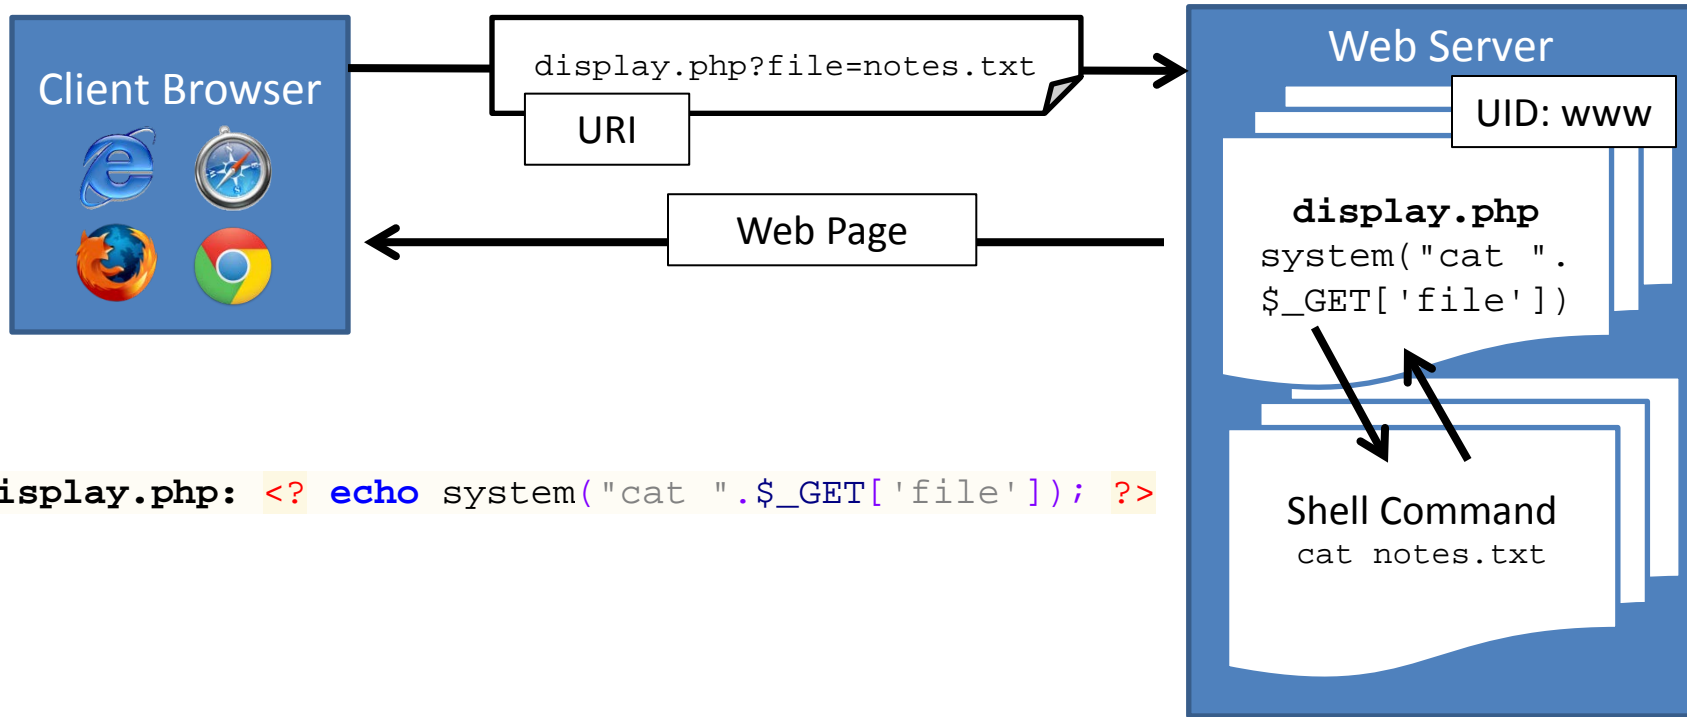 Client Browser
display.php?file=notes.txt
URI
Web Page
Web Server
UID: www
display.php
system("cat ".
$_GET['file'])
isplay.php: <? echo system("cat ".$_GET['file']); ?>
Shell Command
cat notes.txt